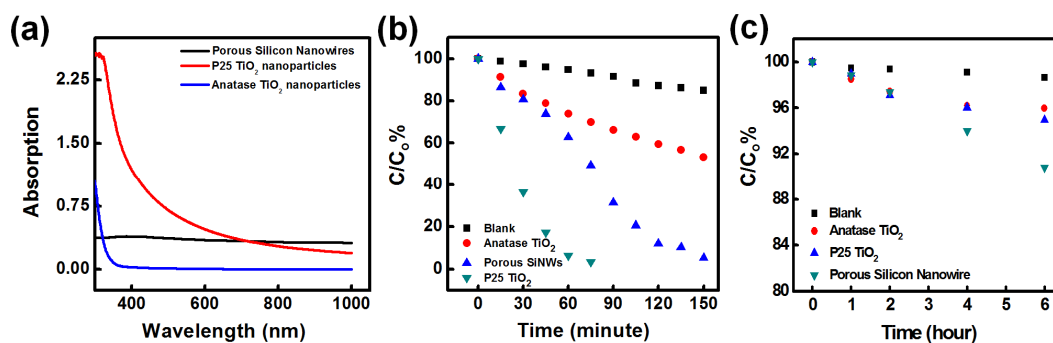 (a)
Absorption
2.25
1.50
0.75
0.00
Porous Silicon Nanowires
P25 TiO₂ nanoparticles
Anatase TiO₂ nanoparticles
400
600
800
1000
Wavelength (nm)
(b)
C/Cₒ%
100
80
60
40
20
0
Blank
Anatase TiO₂
Porous SiNWs
P25 TiO₂
0
30
60
90
120
150
Time (minute)
(c)
C/Cₒ%
100
96
92
88
84
80
Blank
Anatase TiO₂
P25 TiO₂
Porous Silicon Nanowire
0
1
2
3
4
5
6
Time (hour)